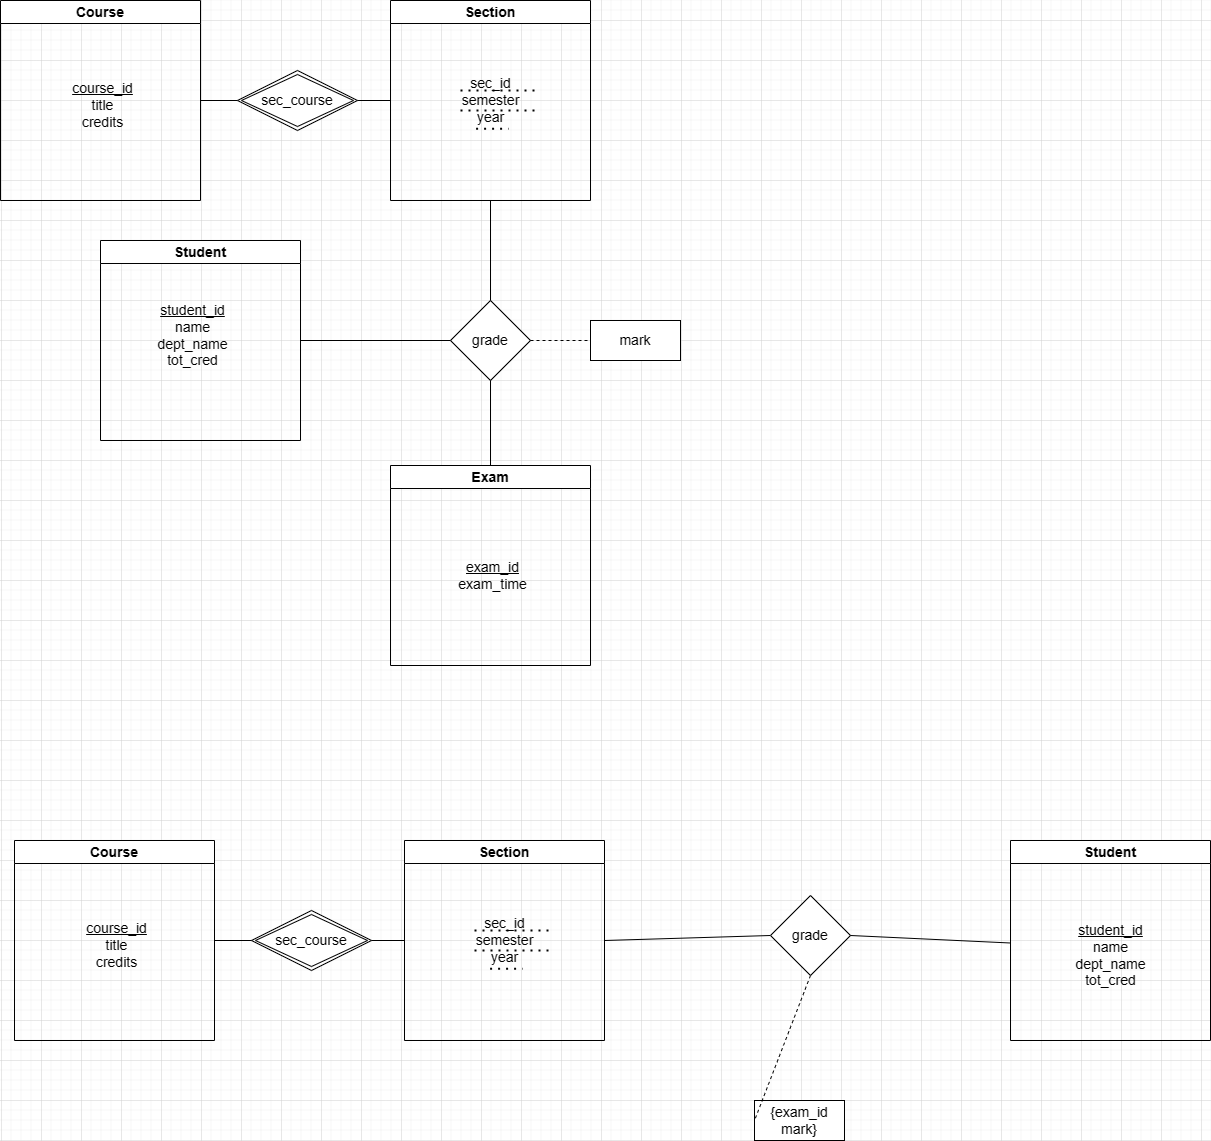 Course
Section
course_id
title
credits
sec_course
sec_id
semester
year
Student
student_id
name
dept_name
tot_cred
grade
mark
Exam
exam_id
exam_time
Course
Section
Student
course_id
title
credits
sec_course
sec_id
semester
year
grade
student_id
name
dept_name
tot_cred
{exam_id
mark}